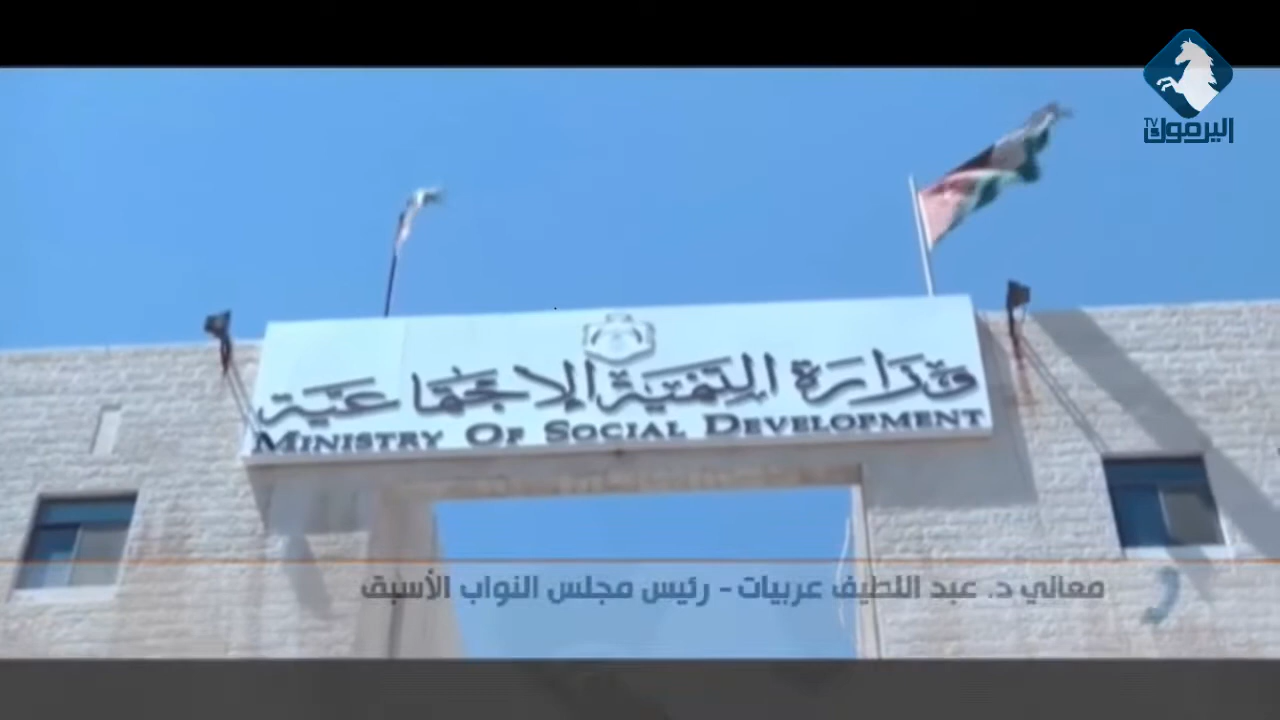 اليرموك
TV
وزارة التنمية الاجتماعية
MINISTRY OF SOCIAL DEVELOPMENT
معالي د. عبد اللطيف عربيات - رئيس مجلس النواب الأسبق